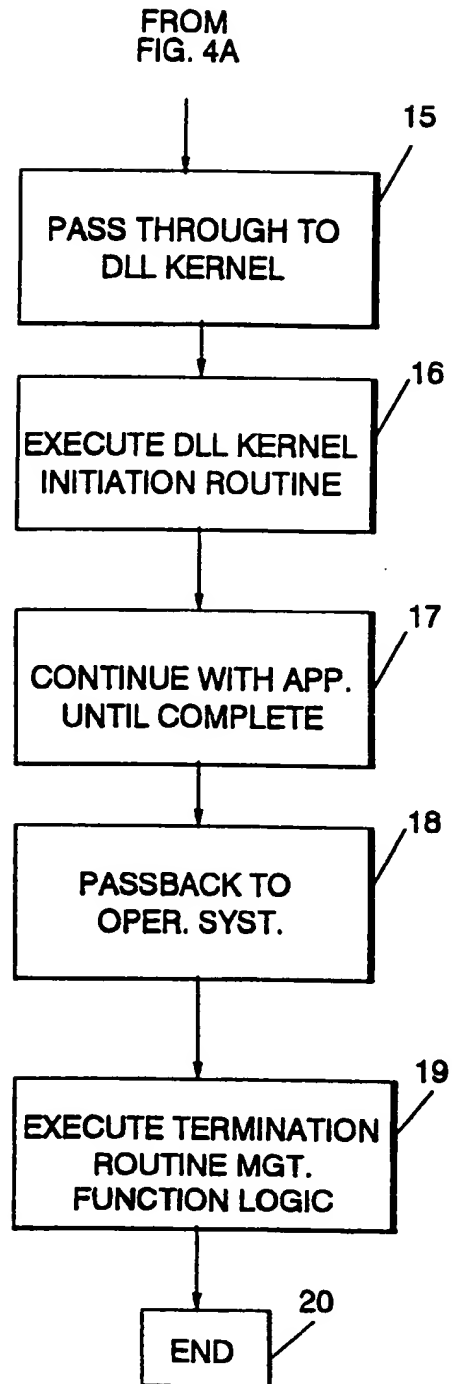 FROM
FIG. 4A
15
PASS THROUGH TO
DLL KERNEL
16
EXECUTE DLL KERNEL
INITIATION ROUTINE
17
CONTINUE WITH APP.
UNTIL COMPLETE
18
PASSBACK TO
OPER. SYST.
19
EXECUTE TERMINATION
ROUTINE MGT.
FUNCTION LOGIC
20
END